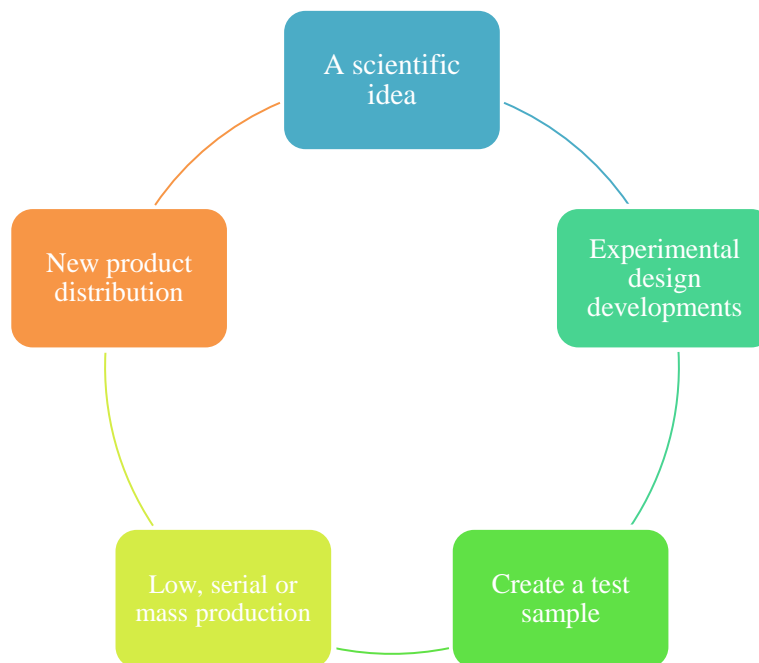 A scientific
idea
Experimental
design
developments
Create a test
sample
Low, serial or
mass production
New product
distribution